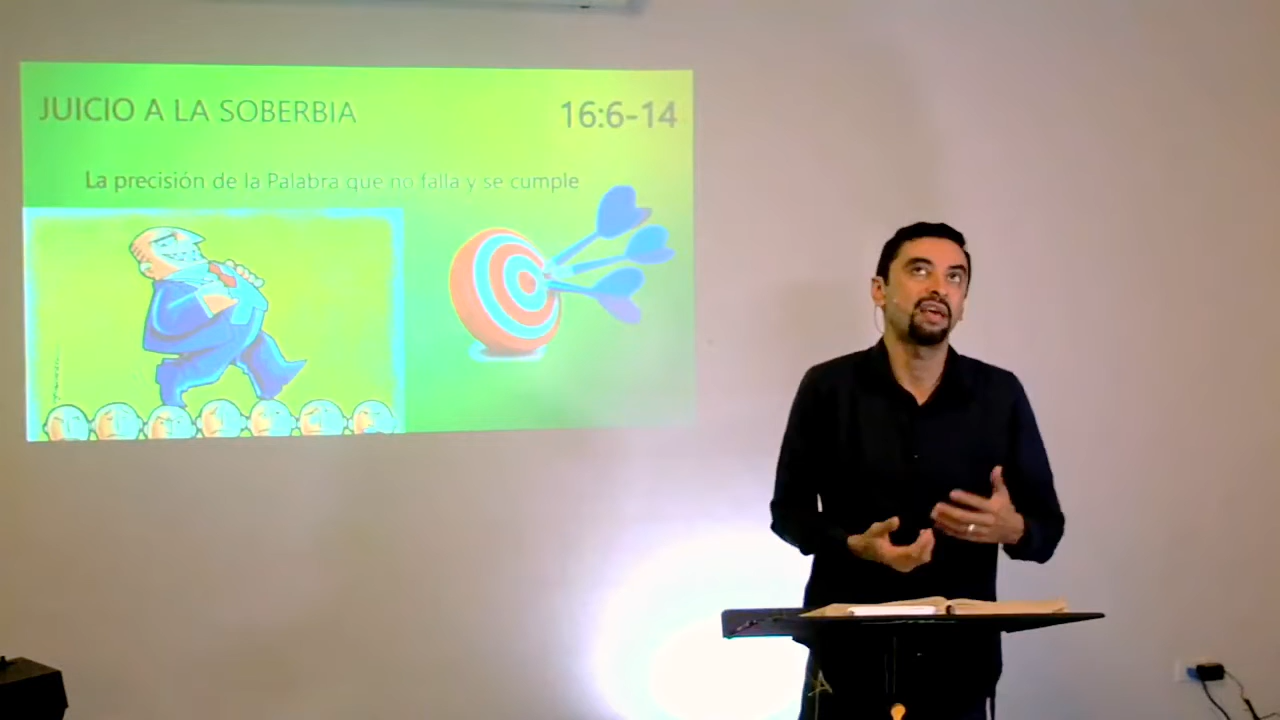 JUICIO A LA SOBERBIA
16:6-14
La precisión de la Palabra que no falla y se cumple